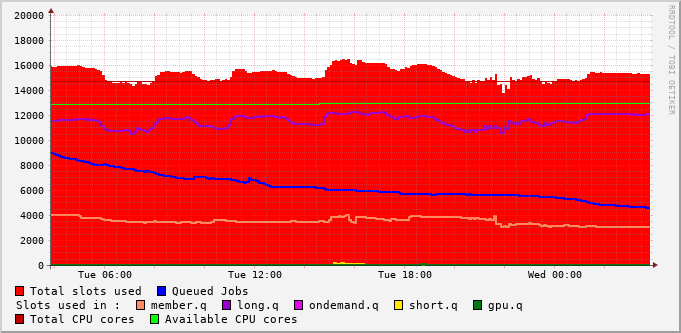 20000
18000
16000
14000
12000
10000
8000
6000
4000
2000
0
Tue 06:00 Tue 12:00 Tue 18:00 Wed 00:00
Total slots used Queued Jobs
Slots used in : member.q long.q ondemand.q short.q gpu.q
Total CPU cores Available CPU cores
RRDTOOL / TOBI OETIKER